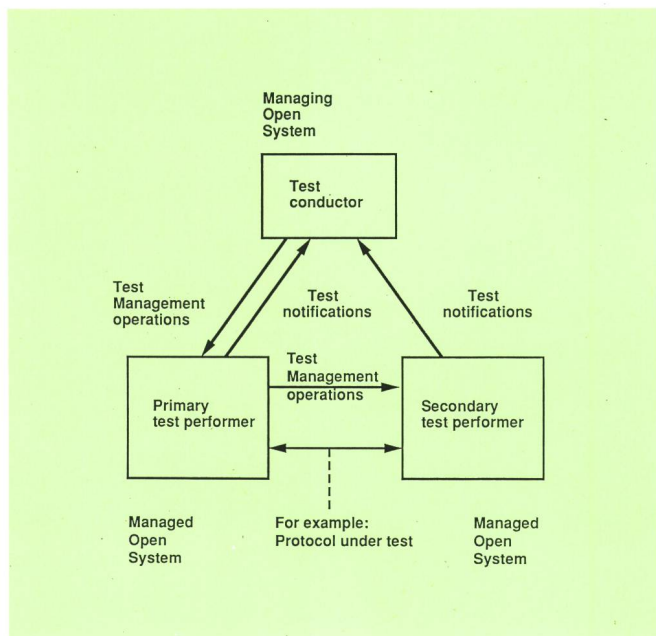 Managing
Open
System
Test
conductor
Test
Management
operations
Test
notifications
Test
notifications
Test
Management
operations
Primary
test performer
Secondary
test performer
Managed
Open
System
For example:
Protocol under test
Managed
Open
System